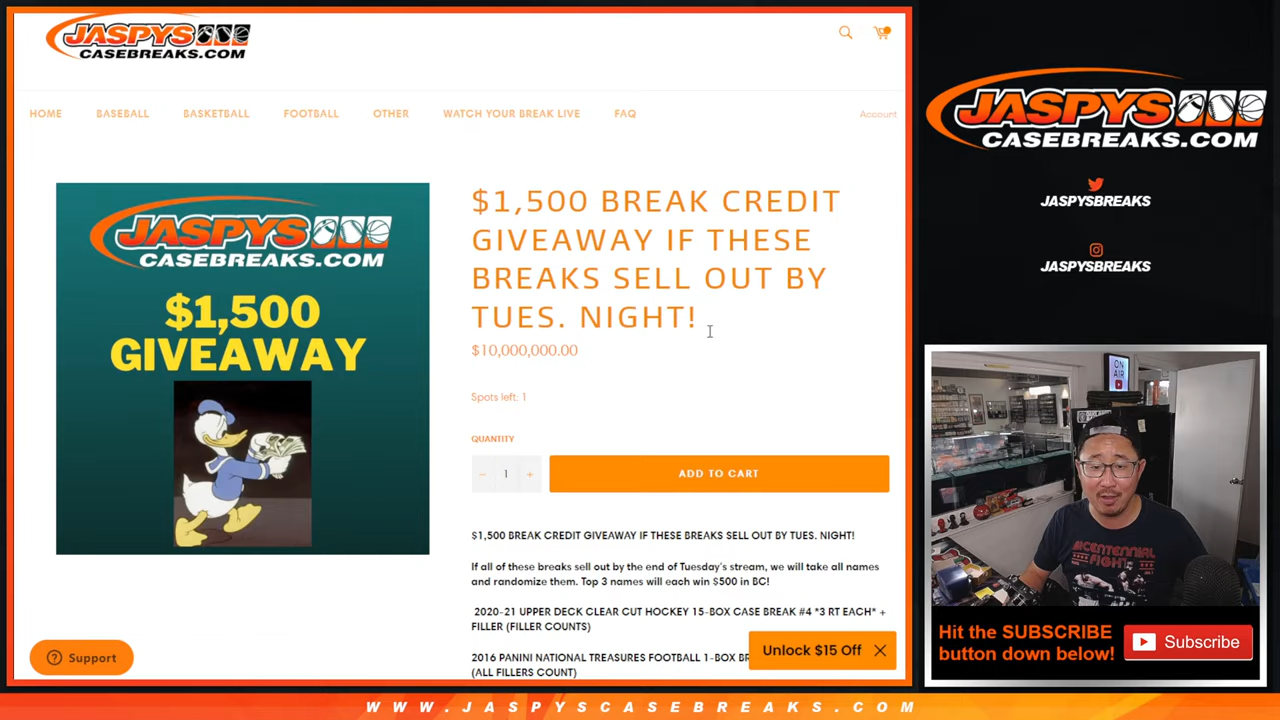 JASPYS
CASEBREAKS.COM
HOME
BASEBALL
BASKETBALL
FOOTBALL
OTHER
WATCH YOUR BREAK LIVE
FAQ
Account
JASPYS
CASEBREAKS.COM
$1,500
GIVEAWAY
$1,500 BREAK CREDIT
GIVEAWAY IF THESE
BREAKS SELL OUT BY
TUES. NIGHT!
$10,000,000.00
Spots left: 1
QUANTITY
− 1 +
ADD TO CART
$1,500 BREAK CREDIT GIVEAWAY IF THESE BREAKS SELL OUT BY TUES. NIGHT!
If all of these breaks sell out by the end of Tuesday's stream, we will take all names
and randomize them. Top 3 names will each win $500 in BC!
2020-21 UPPER DECK CLEAR CUT HOCKEY 15-BOX CASE BREAK #4 *3 RT EACH* +
FILLER (FILLER COUNTS)
2016 PANINI NATIONAL TREASURES FOOTBALL 1-BOX
(ALL FILLERS COUNT)
Support
Unlock $15 Off
JASPYS
CASEBREAKS.COM
JASPYSBREAKS
JASPYSBREAKS
ON
AIR
BICENTENNIAL
FIGHT
Hit the SUBSCRIBE
button down below!
Subscribe
WWW.JASPYSCASEBREAKS.COM